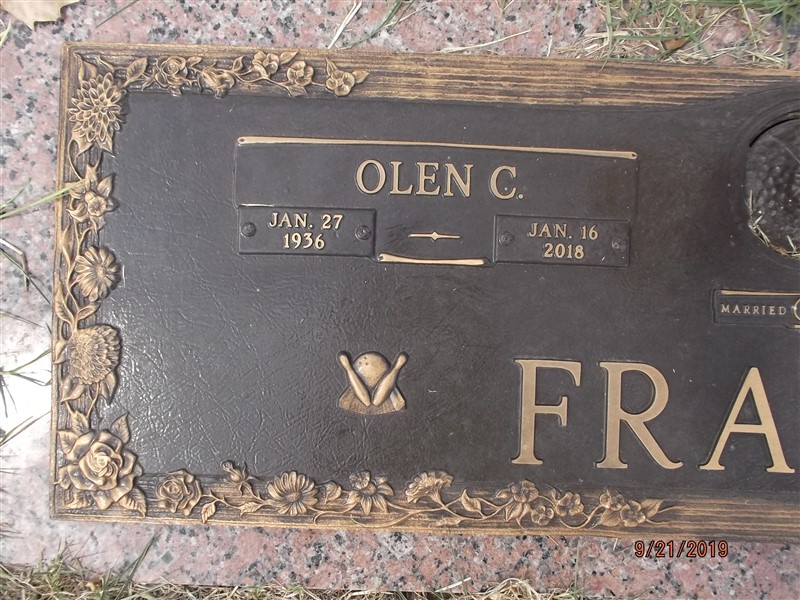 OLEN C.
JAN. 27
1936
JAN. 16
2018
MARRIED
FRA
9/21/2019